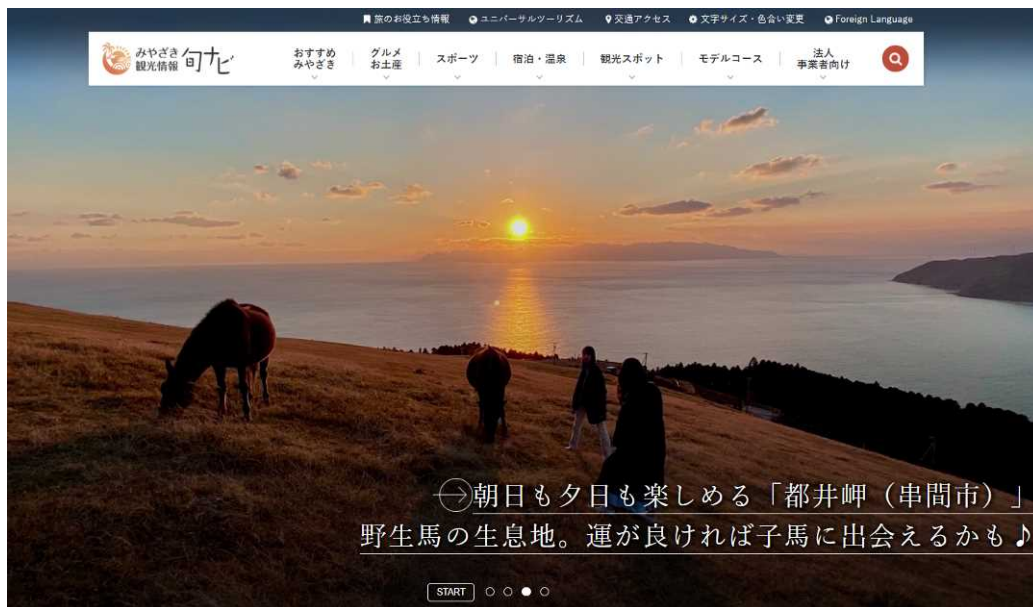 旅のお役立ち情報 ユニバーサルツーリズム 交通アクセス 文字サイズ・色合い変更 Foreign Language
みやざき
観光情報
旬ナビ
おすすめ
みやざき
グルメ
お土産
スポーツ
宿泊・温泉
観光スポット
モデルコース
法人
事業者向け
朝日も夕日も楽しめる「都井岬（串間市）」
野生馬の生息地。運が良ければ子馬に出会えるかも♪
START